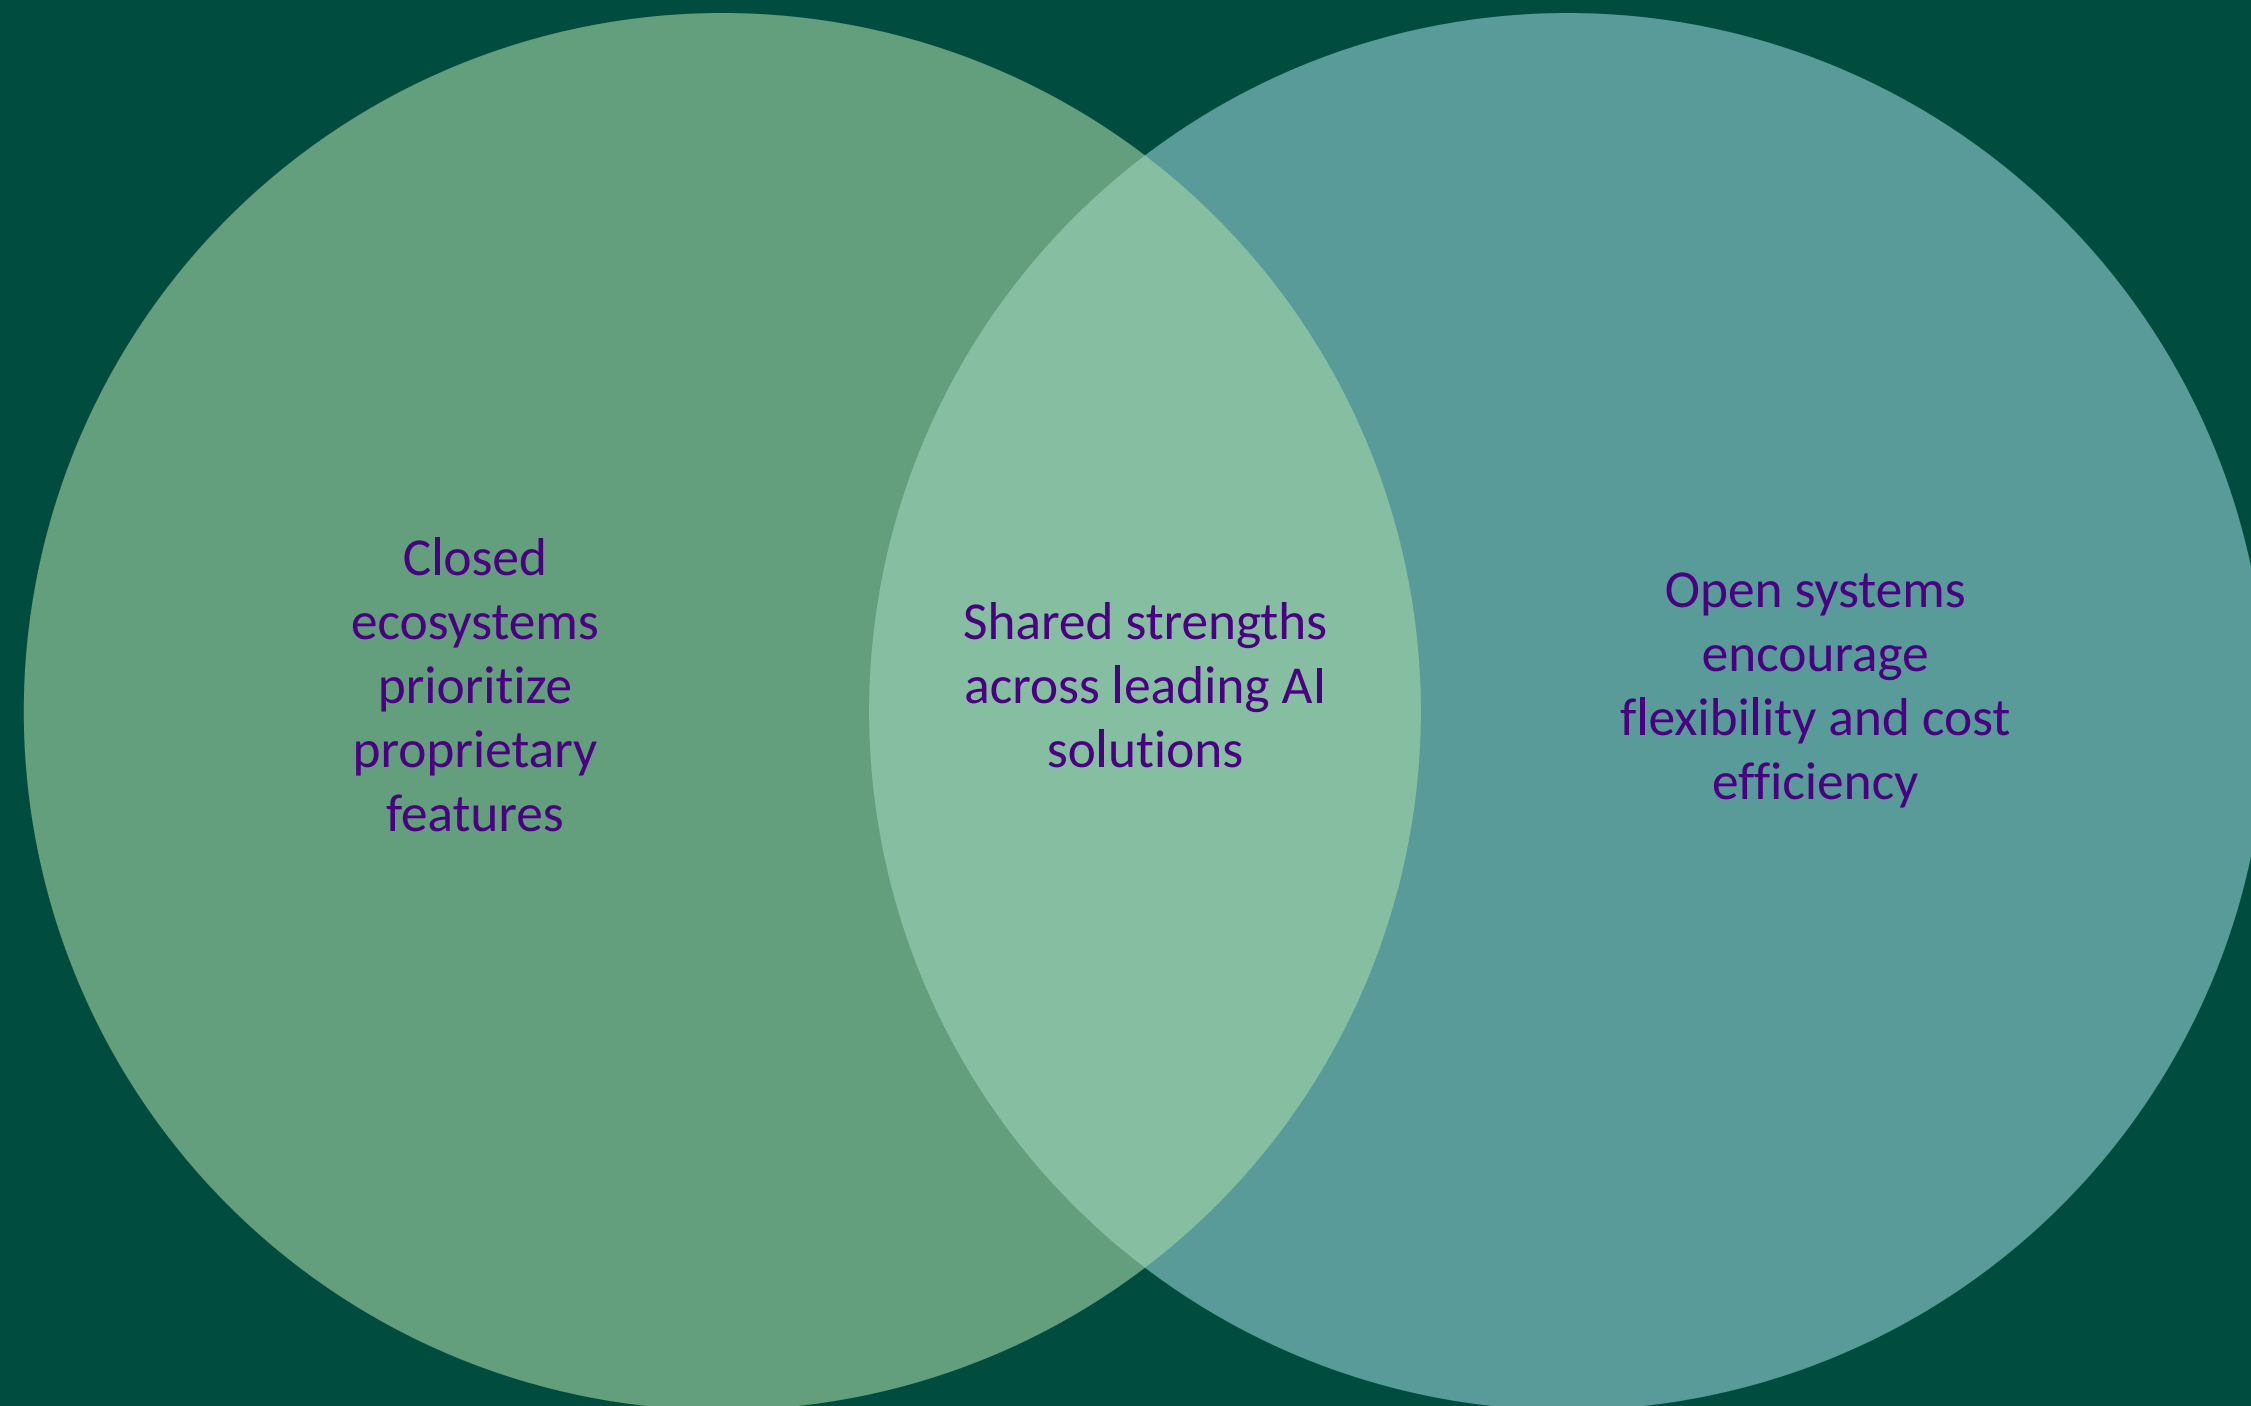 Closed
ecosystems
prioritize
proprietary
features
Shared strengths
across leading AI
solutions
Open systems
encourage
flexibility and cost
efficiency